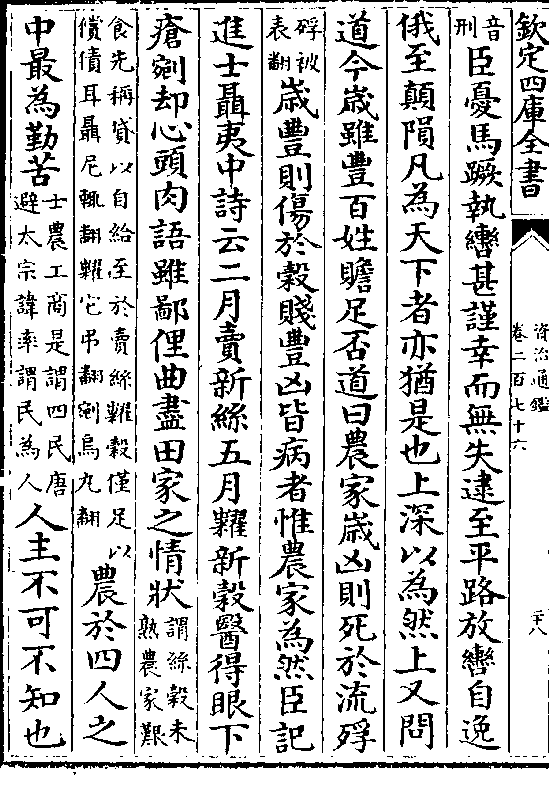 欽定四庫全書
資治通鑑
卷二百七十六
二十八
音
刑
臣憂馬蹶執轡甚謹幸而無失逮至平路放轡自逸
俄至顛隕凡為天下者亦猶是也上深以為然上又問
道今嵗雖豐百姓贍足否道曰農家嵗凶則死於流殍
殍被
表翻
嵗豐則傷於穀賤豐凶皆病者惟農家為然臣記
進士聶夷中詩云二月賣新絲五月糶新穀醫得眼下
瘡剜却心頭肉語雖鄙俚曲盡田家之情狀
謂絲穀未
熟農家艱
食先稱貸以自給至於賣絲糶穀僅足以
償債耳聶尼輒翻糶它弔翻剜烏丸翻
農於四人之
中最為勤苦
士農工商是謂四民唐
避太宗諱率謂民為人
人主不可不知也